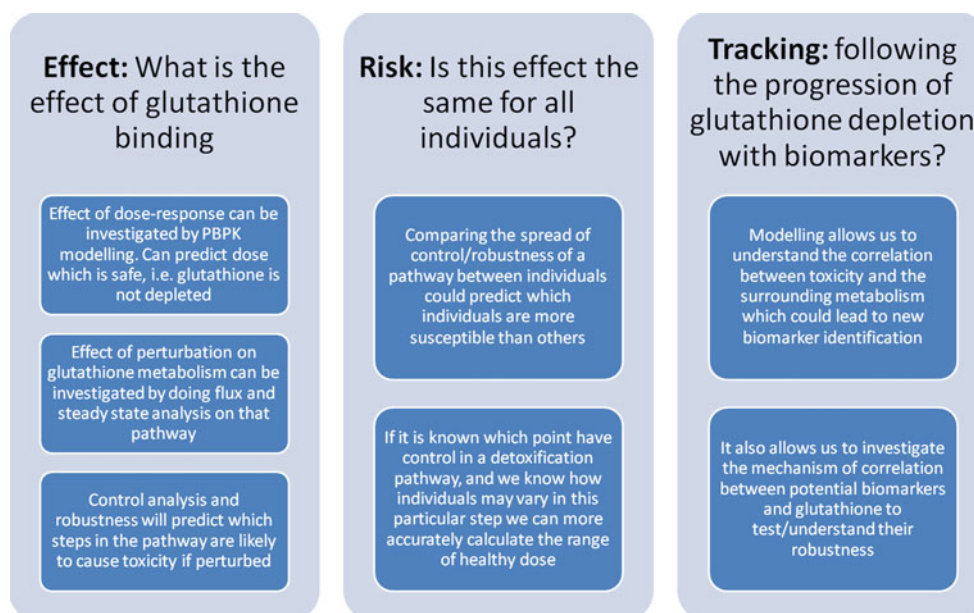 Effect: What is the
effect of glutathione
binding
Effect of dose-response can be
investigated by PBPK
modelling. Can predict dose
which is safe, i.e. glutathione is
not depleted
Effect of perturbation on
glutathione metabolism can be
investigated by doing flux and
steady state analysis on that
pathway
Control analysis and
robustness will predict which
steps in the pathway are likely
to cause toxicity if perturbed
Risk: Is this effect the
same for all
individuals?
Comparing the spread of
control/robustness of a
pathway between individuals
could predict which
individuals are more
susceptible than others
If it is known which point have
control in a detoxification
pathway, and we know how
individuals may vary in this
particular step we can more
accurately calculate the range
of healthy dose
Tracking: following
the progression of
glutathione depletion
with biomarkers?
Modelling allows us to
understand the correlation
between toxicity and the
surrounding metabolism
which could lead to new
biomarker identification
It also allows us to investigate
the mechanism of correlation
between potential biomarkers
and glutathione to
test/understand their
robustness